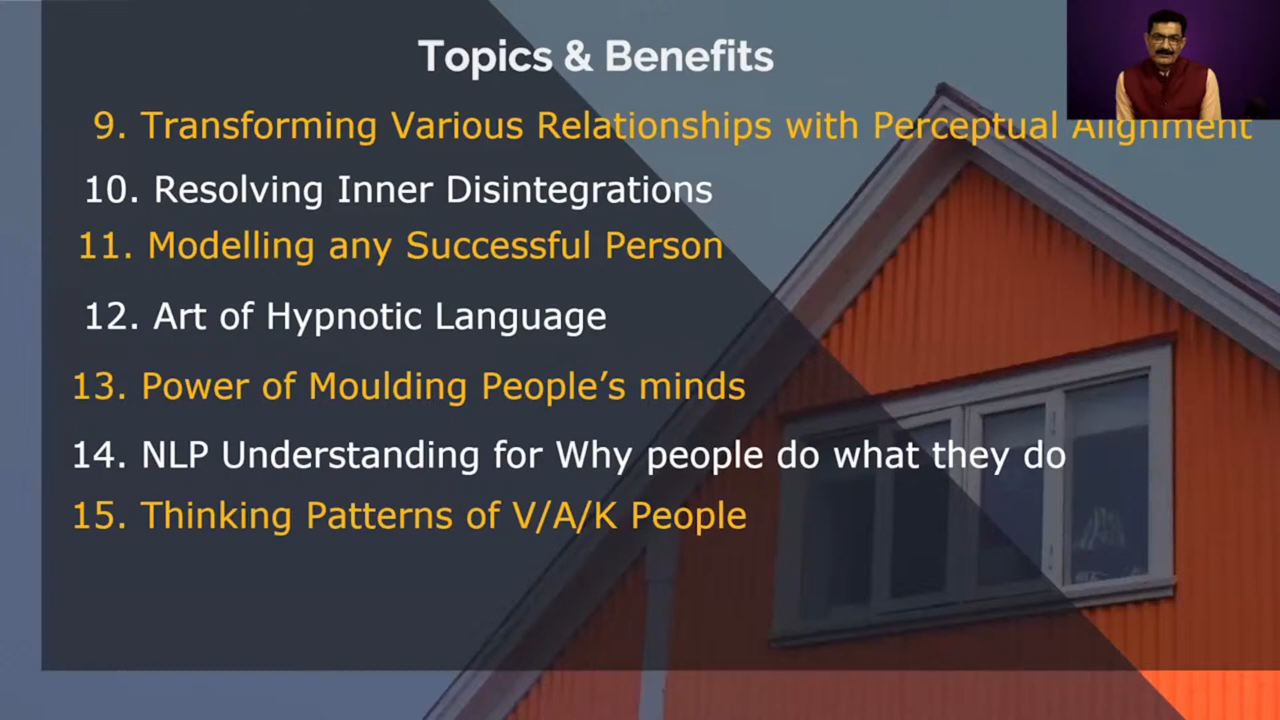 Topics & Benefits
9. Transforming Various Relationships with Perceptual Alignment
10. Resolving Inner Disintegrations
11. Modelling any Successful Person
12. Art of Hypnotic Language
13. Power of Moulding People’s minds
14. NLP Understanding for Why people do what they do
15. Thinking Patterns of V/A/K People